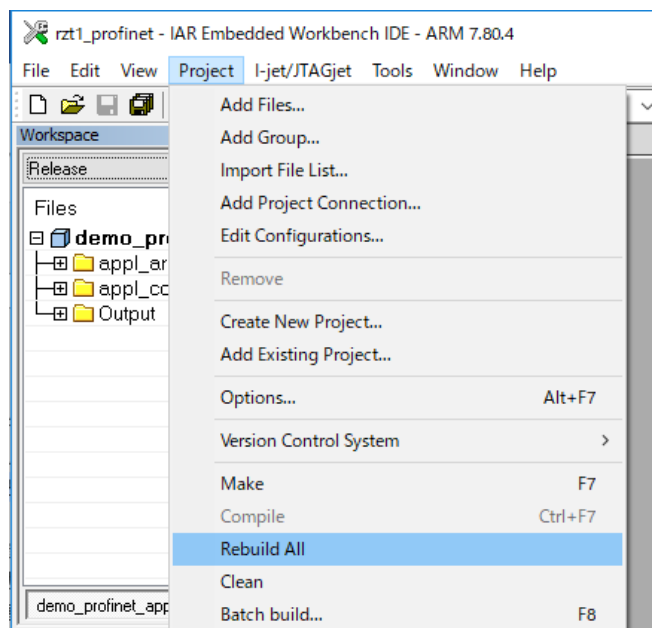 rzt1_profinet - IAR Embedded Workbench IDE - ARM 7.80.4
File Edit View Project I-jet/JTAGjet Tools Window Help
Workspace
Release
Files
demo_pr
appl_ar
appl_co
Output
demo_profinet_app
Add Files...
Add Group...
Import File List...
Add Project Connection...
Edit Configurations...
Remove
Create New Project...
Add Existing Project...
Options... Alt+F7
Version Control System >
Make F7
Compile Ctrl+F7
Rebuild All
Clean
Batch build... F8